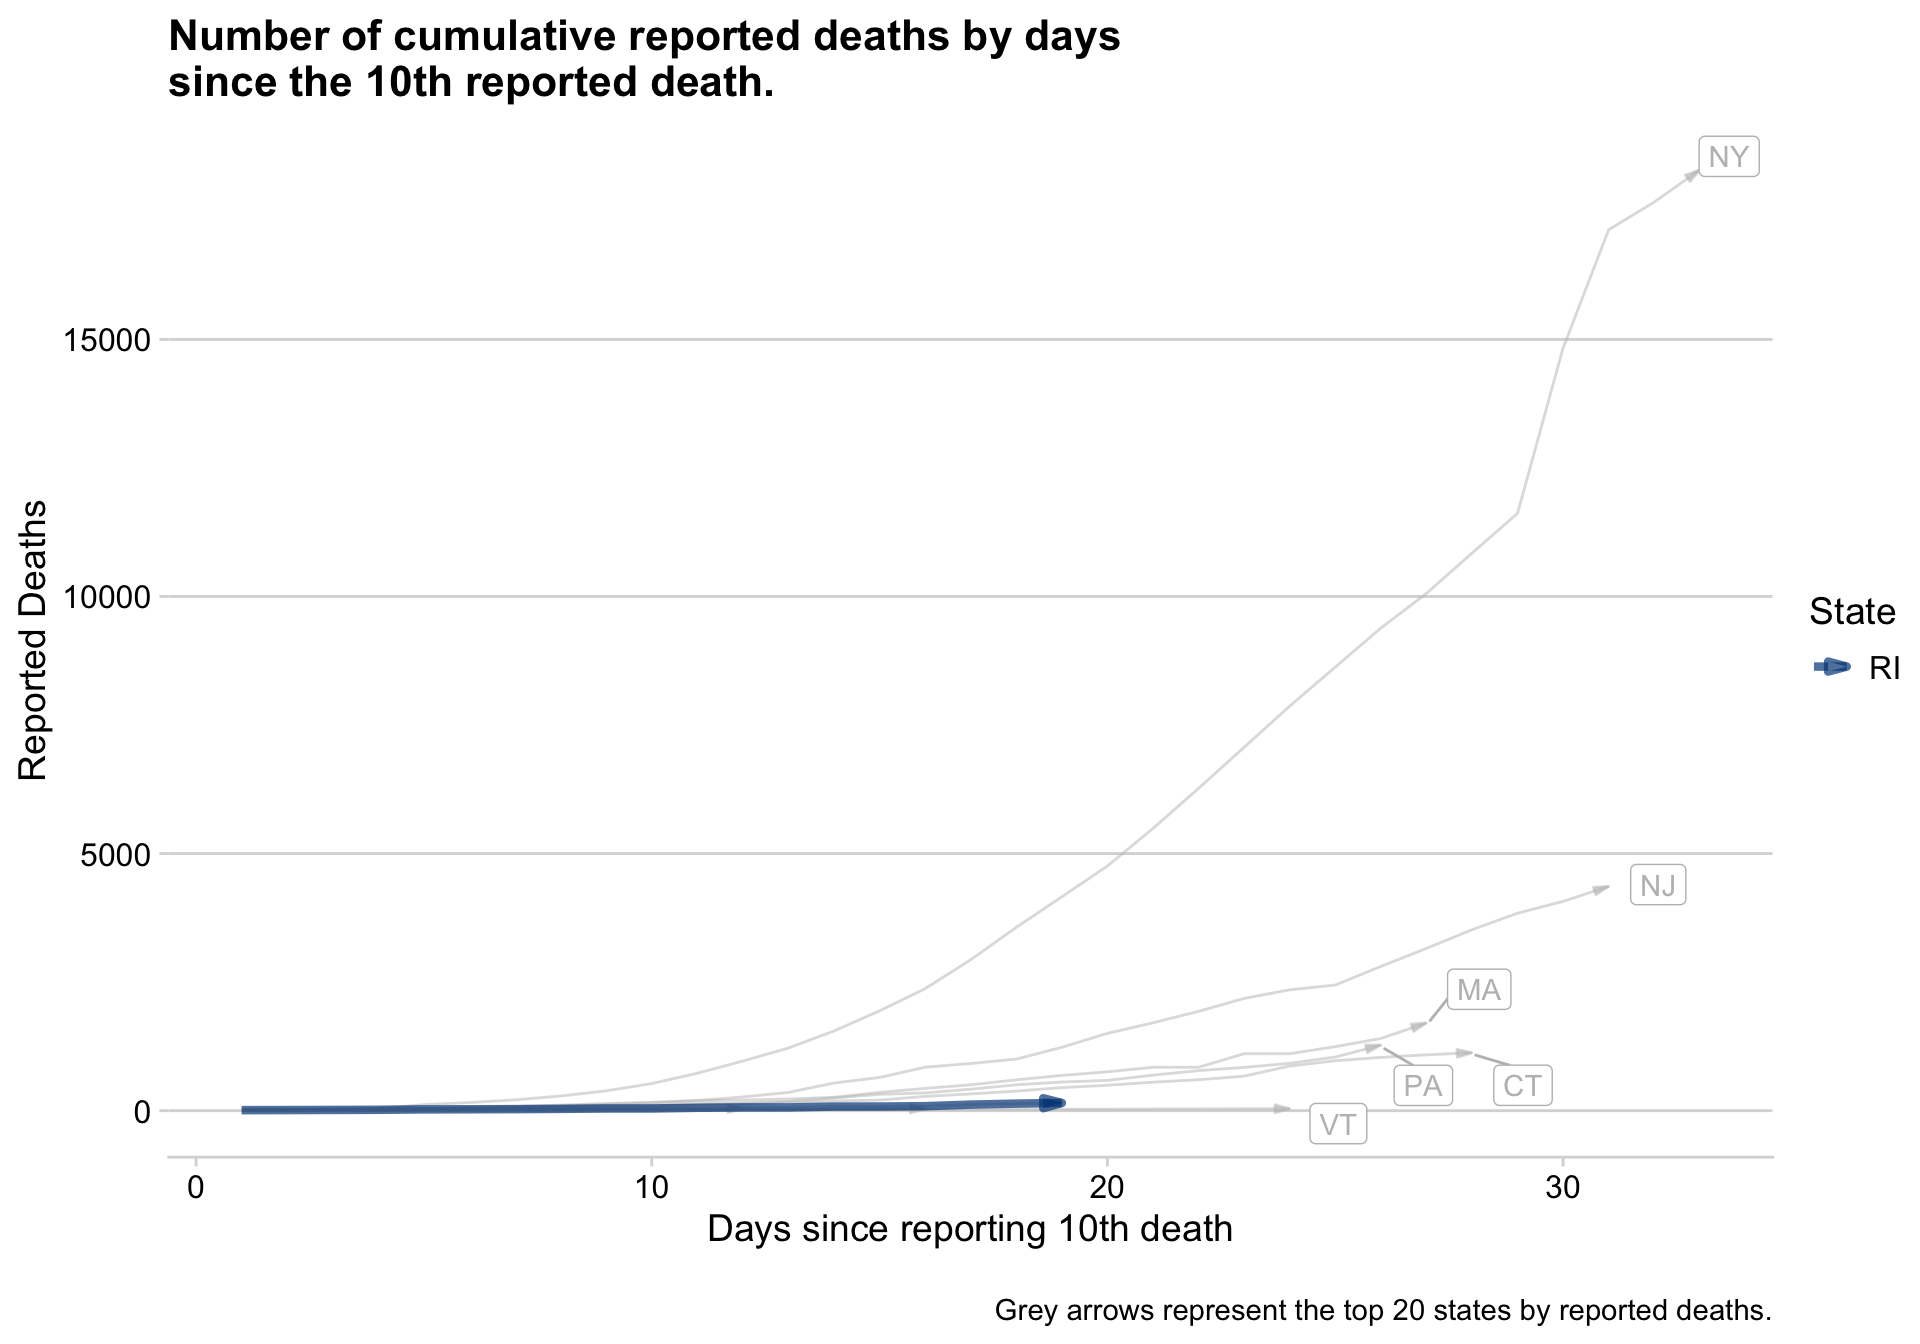 Number of cumulative reported deaths by days
since the 10th reported death.
NY
15000
10000
5000
0
Reported Deaths
State
RI
NJ
MA
PA
CT
VT
0
10
20
30
Days since reporting 10th death
Grey arrows represent the top 20 states by reported deaths.